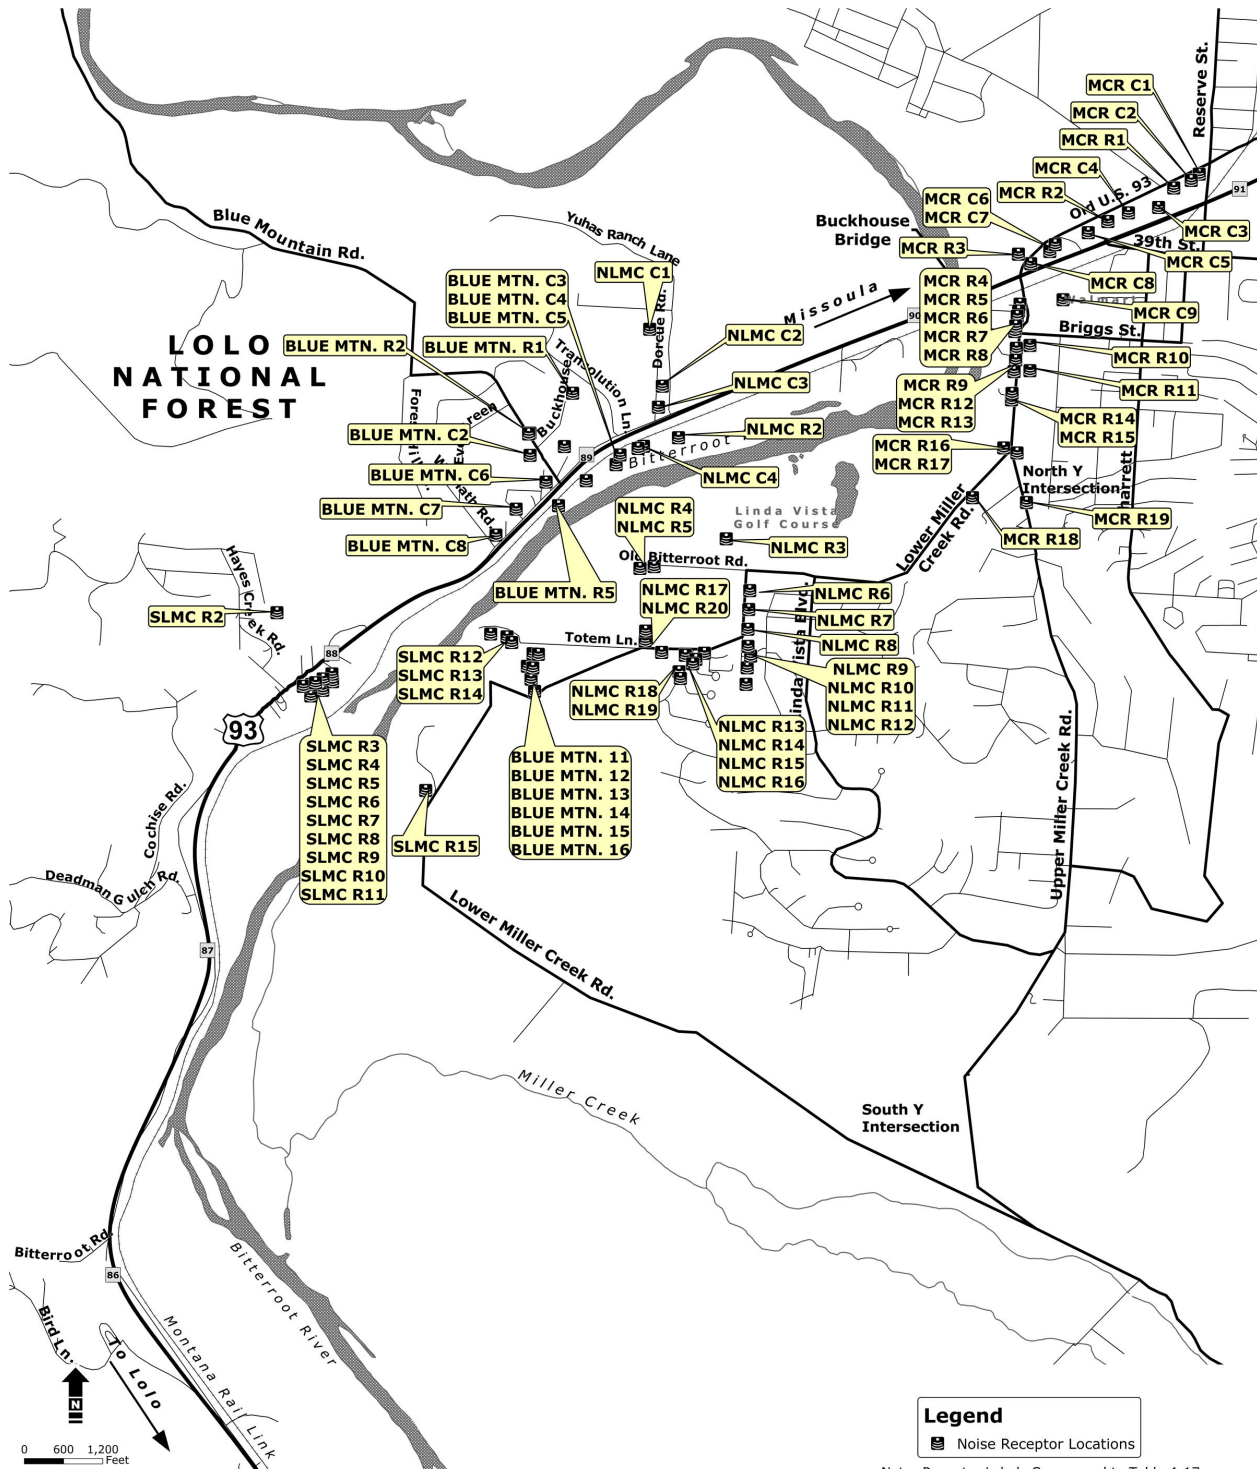 MCR C1
MCR C2
MCR R1
MCR C4
MCR R2
MCR C6
MCR C7
Reserve St.
Old U.S. 93
91
MCR C3
39th St.
MCR C5
Buckhouse
Bridge
MCR R3
MCR C8
Walmart
MCR C9
Briggs St.
MCR R4
MCR R5
MCR R6
MCR R7
MCR R8
MCR R10
MCR R9
MCR R12
MCR R13
MCR R11
MCR R14
MCR R15
MCR R16
MCR R17
North Y
Intersection
MCR R18
MCR R19
Blue Mountain Rd.
Yuhas Ranch Lane
NLMC C1
Dorede Rd.
BLUE MTN. C3
BLUE MTN. C4
BLUE MTN. C5
Missoula
90
NLMC C2
NLMC C3
LOLO
NATIONAL
FOREST
BLUE MTN. R2
BLUE MTN. R1
Transolution Ln.
Buckhouse
BLUE MTN. C2
NLMC R2
89
Bitterroot
NLMC C4
BLUE MTN. C6
BLUE MTN. C7
BLUE MTN. C8
NLMC R4
NLMC R5
Linda Vista
Golf Course
NLMC R3
Lower Miller
Creek Rd.
Old Bitterroot Rd.
Hayes Creek Rd.
BLUE MTN. R5
SLMC R2
NLMC R17
NLMC R20
NLMC R6
NLMC R7
NLMC R8
Linda Vista Blvd.
Totem Ln.
88
SLMC R12
SLMC R13
SLMC R14
NLMC R9
NLMC R10
NLMC R11
NLMC R12
NLMC R18
NLMC R19
NLMC R13
NLMC R14
NLMC R15
NLMC R16
93
SLMC R3
SLMC R4
SLMC R5
SLMC R6
SLMC R7
SLMC R8
SLMC R9
SLMC R10
SLMC R11
BLUE MTN. 11
BLUE MTN. 12
BLUE MTN. 13
BLUE MTN. 14
BLUE MTN. 15
BLUE MTN. 16
SLMC R15
Cochise Rd.
Deadman Gulch Rd.
Upper Miller Creek Rd.
Lower Miller Creek Rd.
87
Miller Creek
South Y
Intersection
Bitterroot Rd.
86
Bitterroot River
Bird Ln.
To Lolo
Montana Rail Link
N
0 600 1,200
Feet
Legend
Noise Receptor Locations